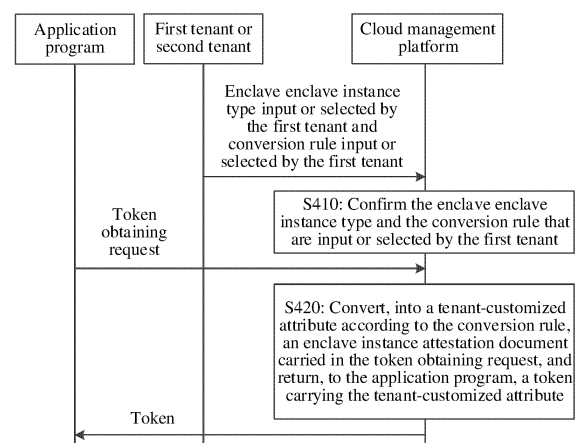 Application
program
First tenant or
second tenant
Cloud management
platform
Enclave enclave instance
type input or selected by
the first tenant and
conversion rule input or
selected by the first tenant
S410: Confirm the enclave enclave
instance type and the conversion rule that
are input or selected by the first tenant
Token
obtaining
request
S420: Convert, into a tenant-customized
attribute according to the conversion rule,
an enclave instance attestation document
carried in the token obtaining request, and
return, to the application program, a token
carrying the tenant-customized attribute
Token